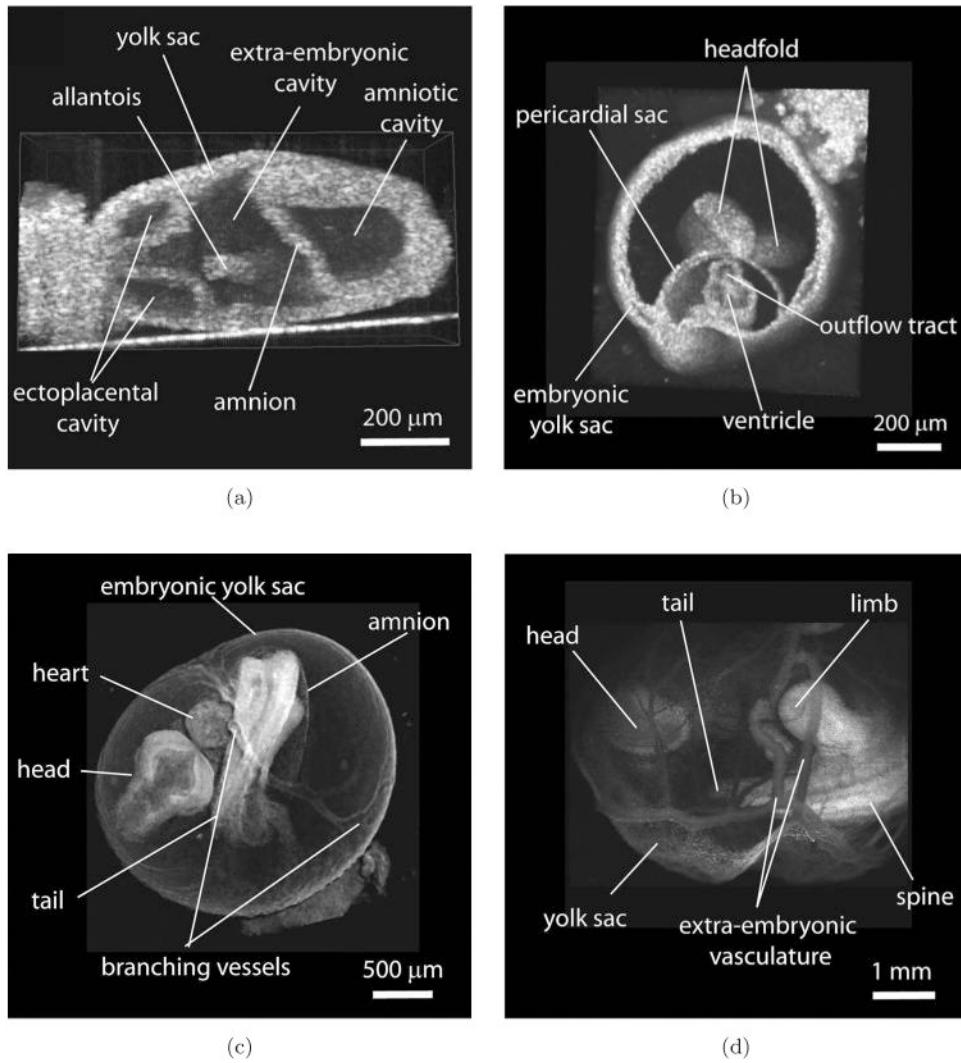 yolk sac
extra-embryonic
cavity
allantois
amniotic
cavity
ectoplacental
cavity
amnion
200 μm
(a)
headfold
pericardial sac
outflow tract
embryonic
yolk sac
ventricle
200 μm
(b)
embryonic yolk sac
amnion
heart
head
tail
branching vessels
500 μm
(c)
tail
limb
head
yolk sac
extra-embryonic
vasculature
spine
1 mm
(d)